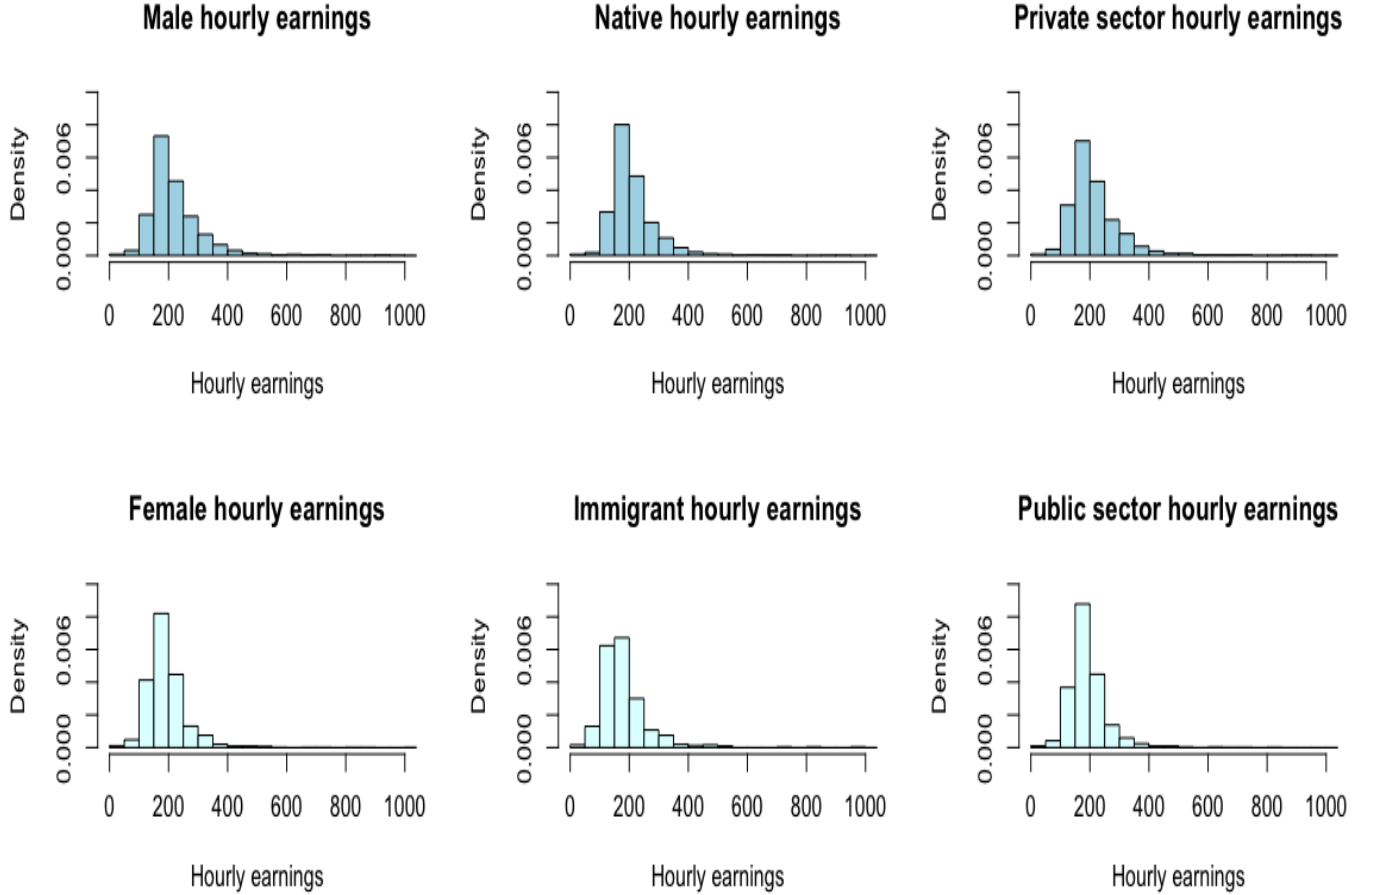 Male hourly earnings
Density
0.006
0.000
0 200 400 600 800 1000
Hourly earnings
Native hourly earnings
Density
0.006
0.000
0 200 400 600 800 1000
Hourly earnings
Private sector hourly earnings
Density
0.006
0.000
0 200 400 600 800 1000
Hourly earnings
Female hourly earnings
Density
0.006
0.000
0 200 400 600 800 1000
Hourly earnings
Immigrant hourly earnings
Density
0.006
0.000
0 200 400 600 800 1000
Hourly earnings
Public sector hourly earnings
Density
0.006
0.000
0 200 400 600 800 1000
Hourly earnings